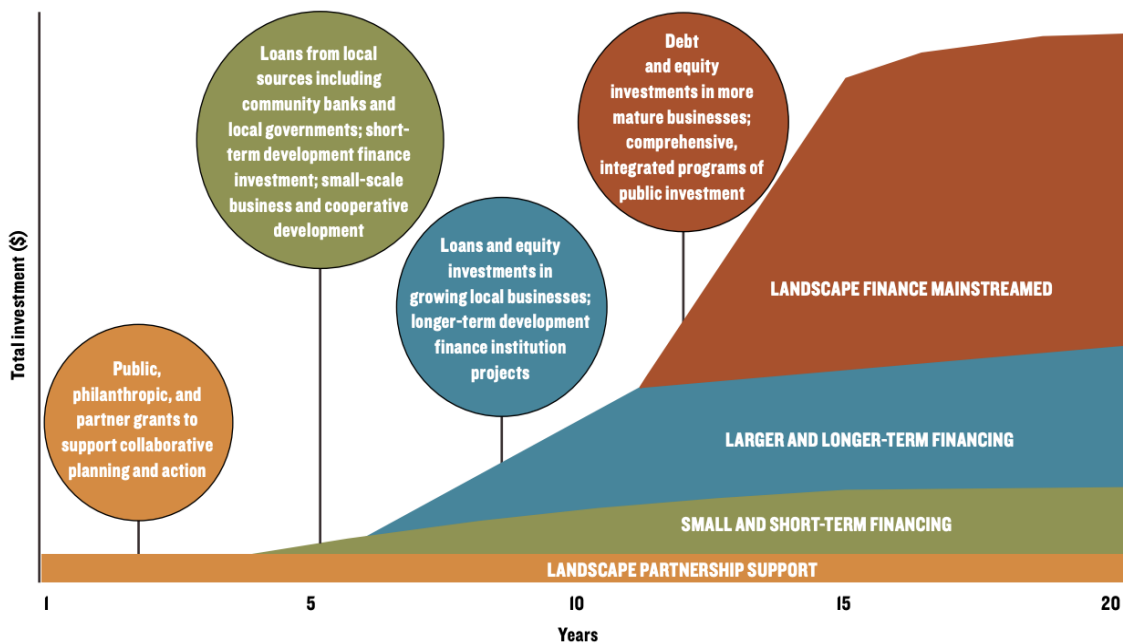 Total investment ($)
Public,
philanthropic, and
partner grants to
support collaborative
planning and action
Loans from local
sources including
community banks and
local governments; short-
term development finance
investment; small-scale
business and cooperative
development
Loans and equity
investments in
growing local businesses;
longer-term development
finance institution
projects
Debt
and equity
investments in more
mature businesses;
comprehensive,
integrated programs of
public investment
LANDSCAPE FINANCE MAINSTREAMED
LARGER AND LONGER-TERM FINANCING
SMALL AND SHORT-TERM FINANCING
LANDSCAPE PARTNERSHIP SUPPORT
1 5 10 15 20
Years